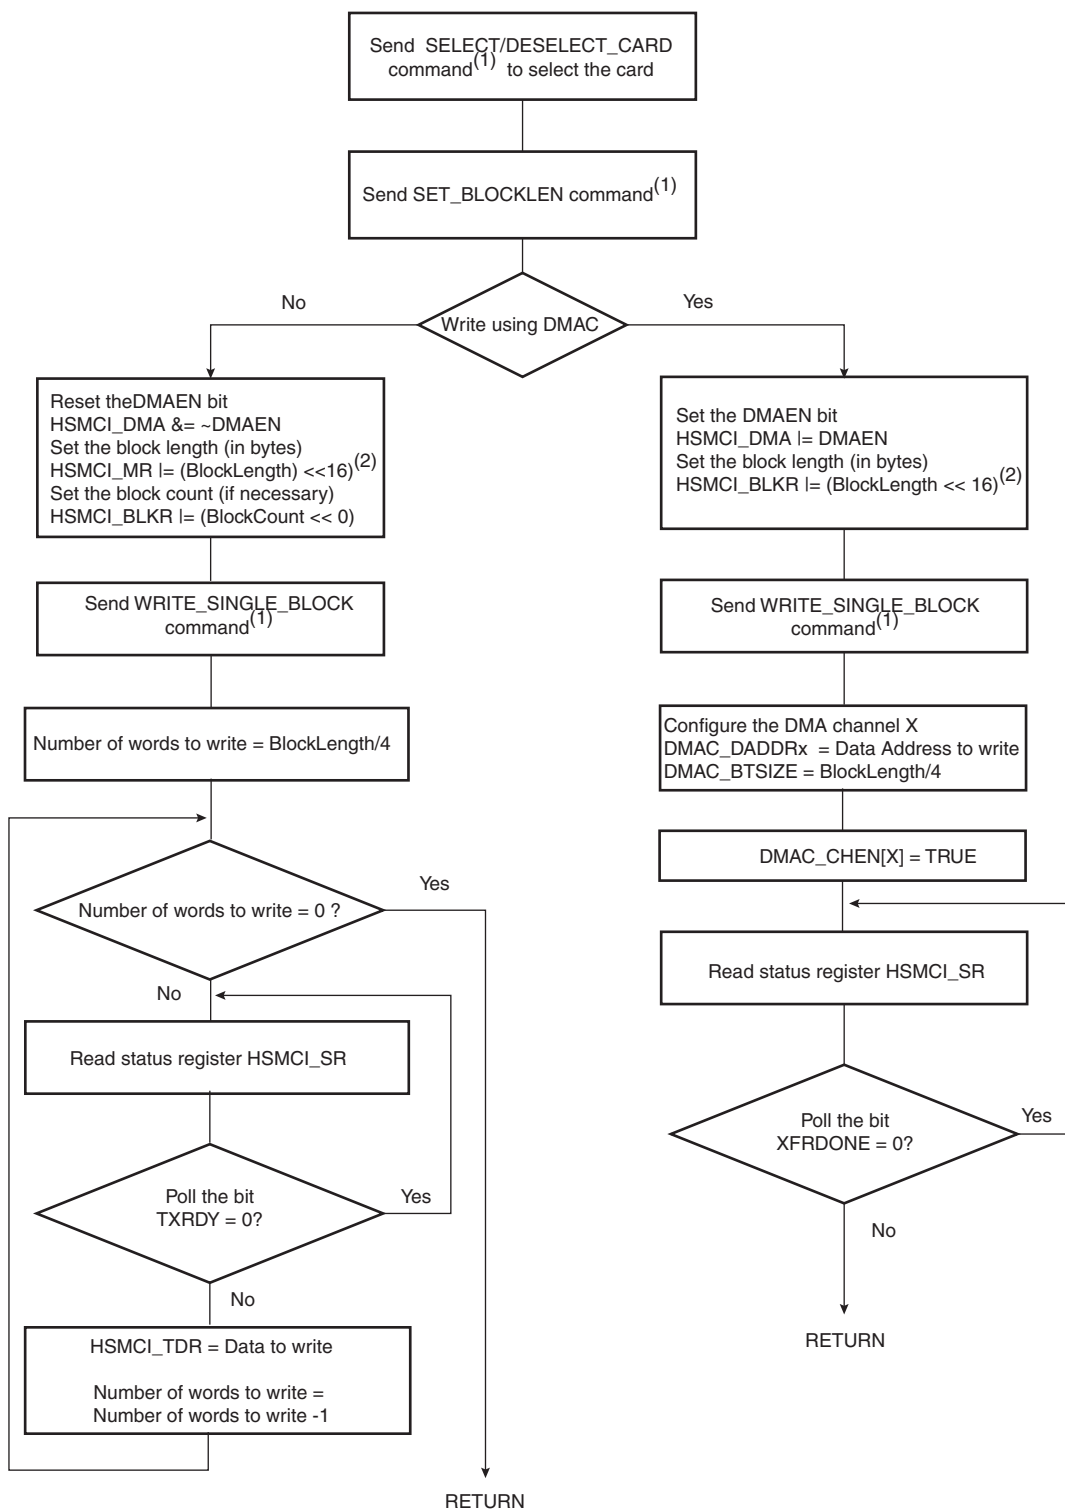 Send  SELECT/DESELECT_CARD
command(1) to select the card
Send SET_BLOCKLEN command(1)
No
Yes
Write using DMAC
Reset theDMAEN bit
HSMCI_DMA &= ~DMAEN
Set the block length (in bytes)
HSMCI_MR |= (BlockLength) <<16)(2)
Set the block count (if necessary)
HSMCI_BLKR |= (BlockCount << 0)
Send WRITE_SINGLE_BLOCK
command(1)
Number of words to write = BlockLength/4
Number of words to write = 0 ?
Yes
No
Read status register HSMCI_SR
Poll the bit
TXRDY = 0?
Yes
No
HSMCI_TDR = Data to write
Number of words to write =
Number of words to write -1
RETURN
Set the DMAEN bit
HSMCI_DMA |= DMAEN
Set the block length (in bytes)
HSMCI_BLKR |= (BlockLength << 16)(2)
Send WRITE_SINGLE_BLOCK
command(1)
Configure the DMA channel X
DMAC_DADDRx  = Data Address to write
DMAC_BTSIZE = BlockLength/4
DMAC_CHEN[X] = TRUE
Read status register HSMCI_SR
Poll the bit
XFRDONE = 0?
Yes
No
RETURN